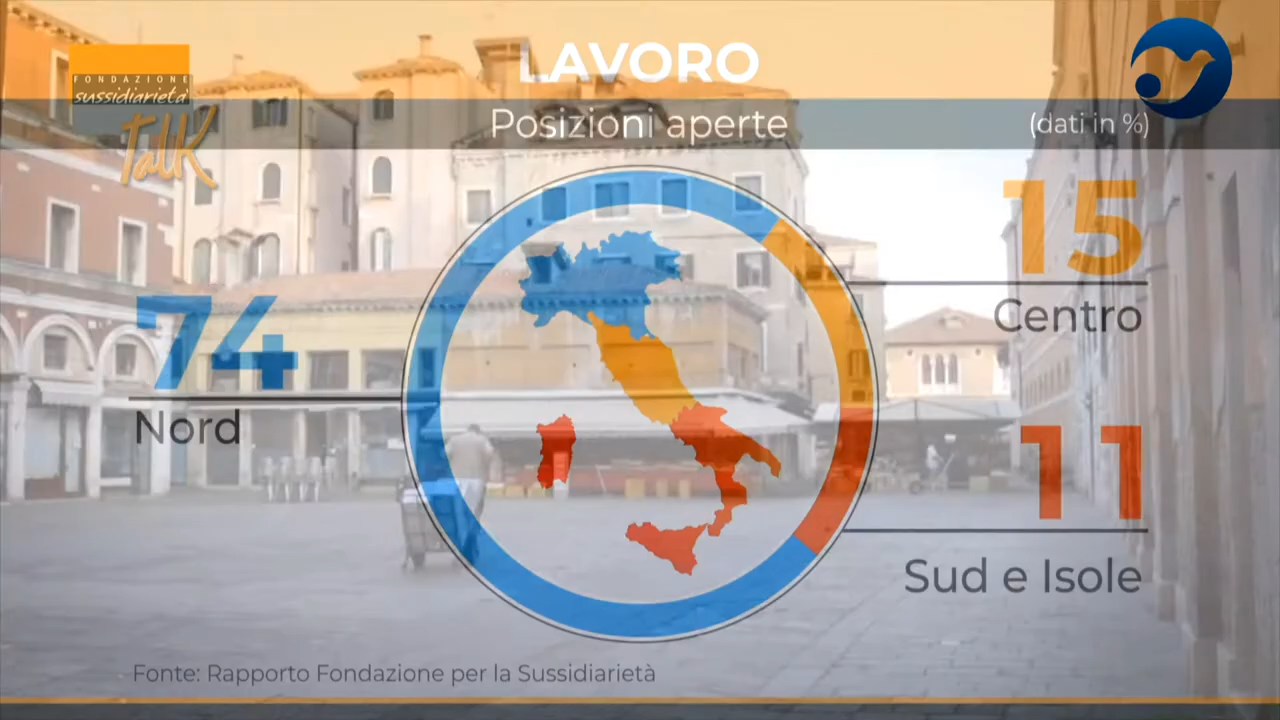 LAVORO
FONDAZIONE
sussidiarietà
Talk
Posizioni aperte
(dati in %)
15
Centro
74
Nord
11
Sud e Isole
Fonte: Rapporto Fondazione per la Sussidiarietà